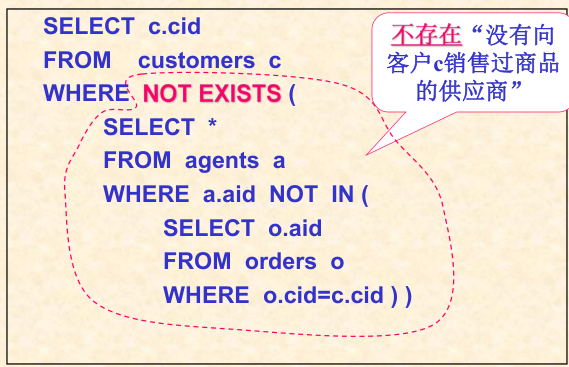 SELECT c.cid
FROM customers c
WHERE NOT EXISTS (
SELECT *
FROM agents a
WHERE a.aid NOT IN (
SELECT o.aid
FROM orders o
WHERE o.cid=c.cid ) )
不存在“没有向
客户c销售过商品
的供应商”